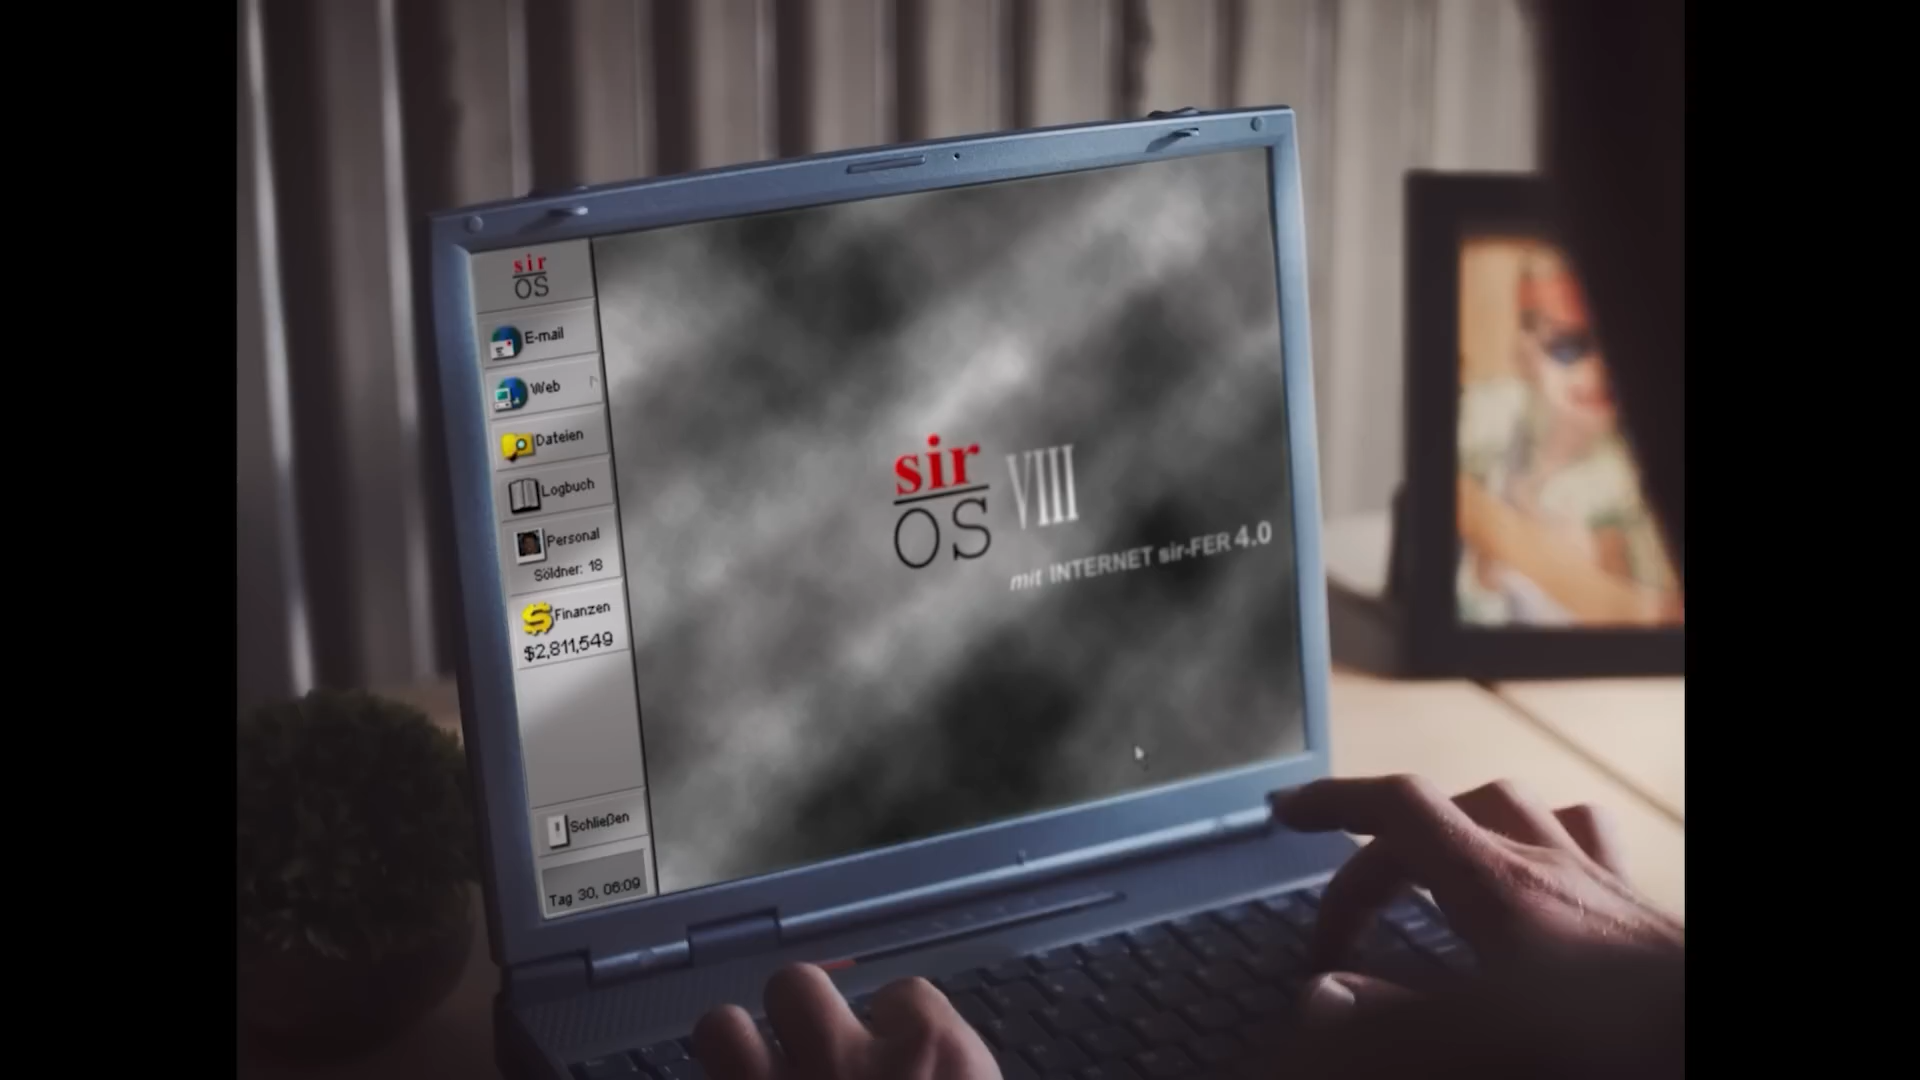 sir
OS
E-mail
Web
Dateien
Logbuch
Personal
Söldner: 18
Finanzen
$2,811,549
Schließen
Tag 30, 06:09
sir
OS VIII
mit INTERNET sir-FER 4.0